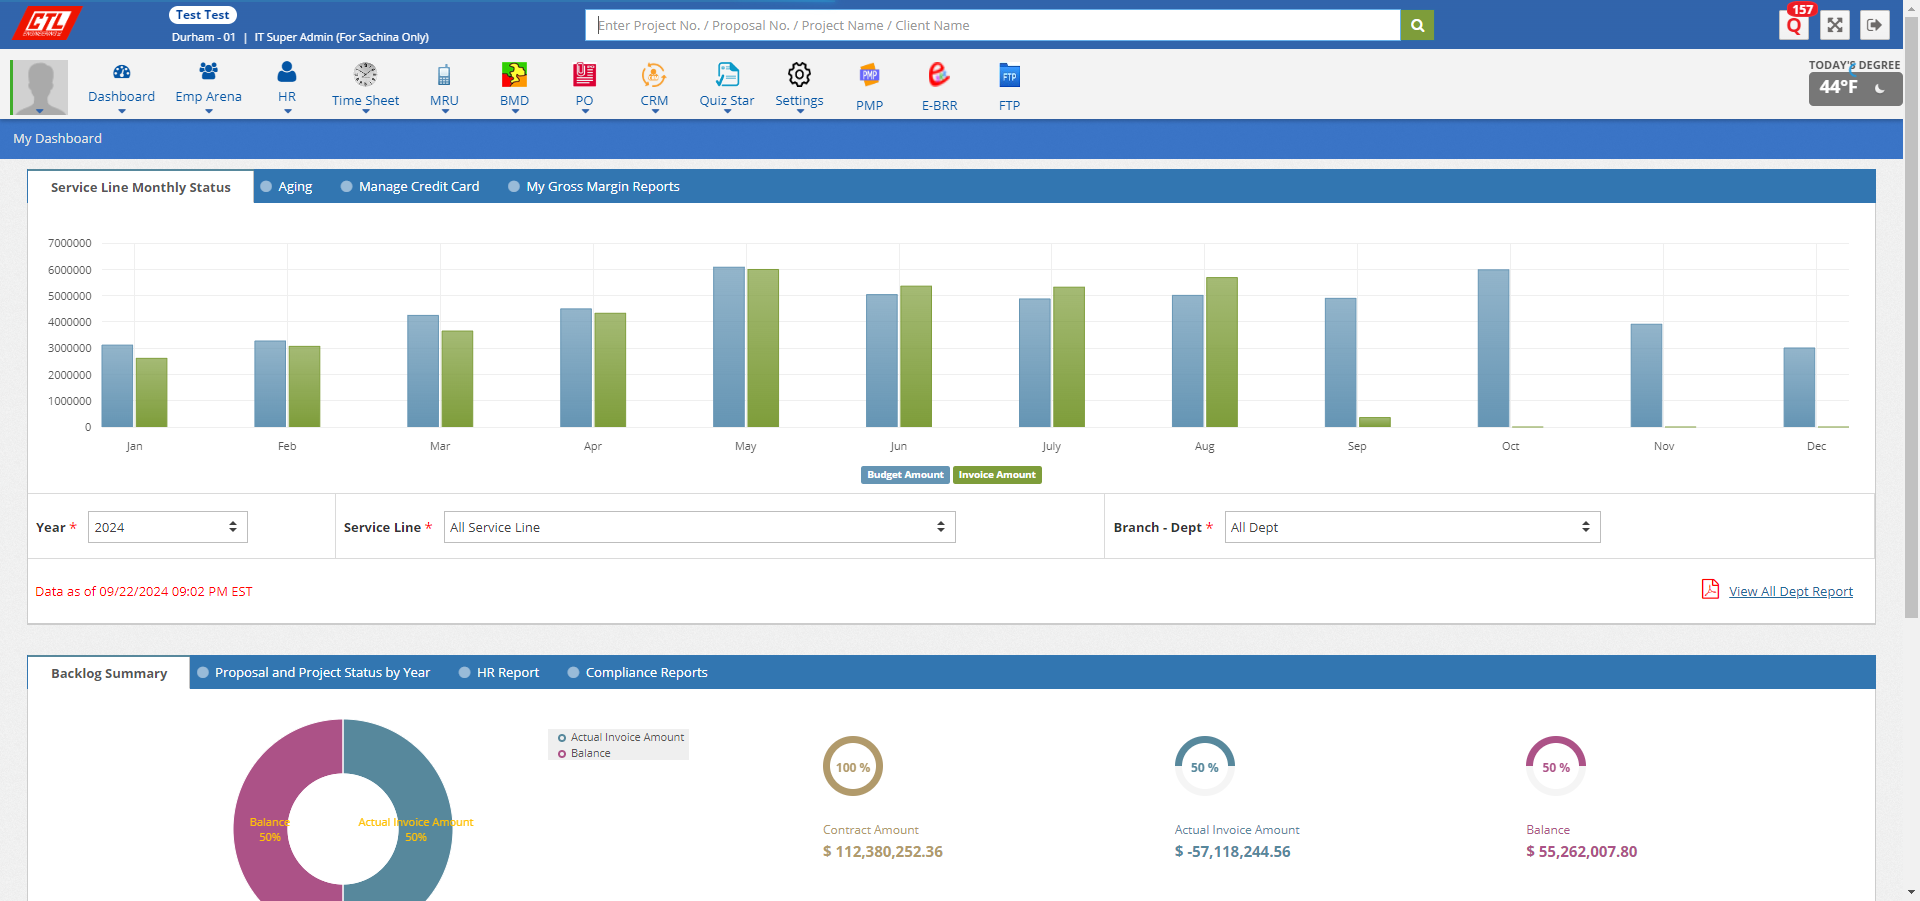 CTL
ENGINEERING
Test Test
Durham - 01 | IT Super Admin (For Sachina Only)
Enter Project No. / Proposal No. / Project Name / Client Name
157
Q
Dashboard
Emp Arena
HR
Time Sheet
MRU
BMD
PO
CRM
Quiz Star
Settings
PMP
PMP
E-BRR
FTP
FTP
TODAY'S DEGREE
44°F
My Dashboard
Service Line Monthly Status
Aging
Manage Credit Card
My Gross Margin Reports
7000000
6000000
5000000
4000000
3000000
2000000
1000000
0
Jan Feb Mar Apr May Jun July Aug Sep Oct Nov Dec
Budget Amount Invoice Amount
Year * 2024
Service Line * All Service Line
Branch - Dept * All Dept
Data as of 09/22/2024 09:02 PM EST
View All Dept Report
Backlog Summary
Proposal and Project Status by Year
HR Report
Compliance Reports
Balance
50%
Actual Invoice Amount
50%
Actual Invoice Amount
Balance
100 %
Contract Amount
$ 112,380,252.36
50 %
Actual Invoice Amount
$ -57,118,244.56
50 %
Balance
$ 55,262,007.80